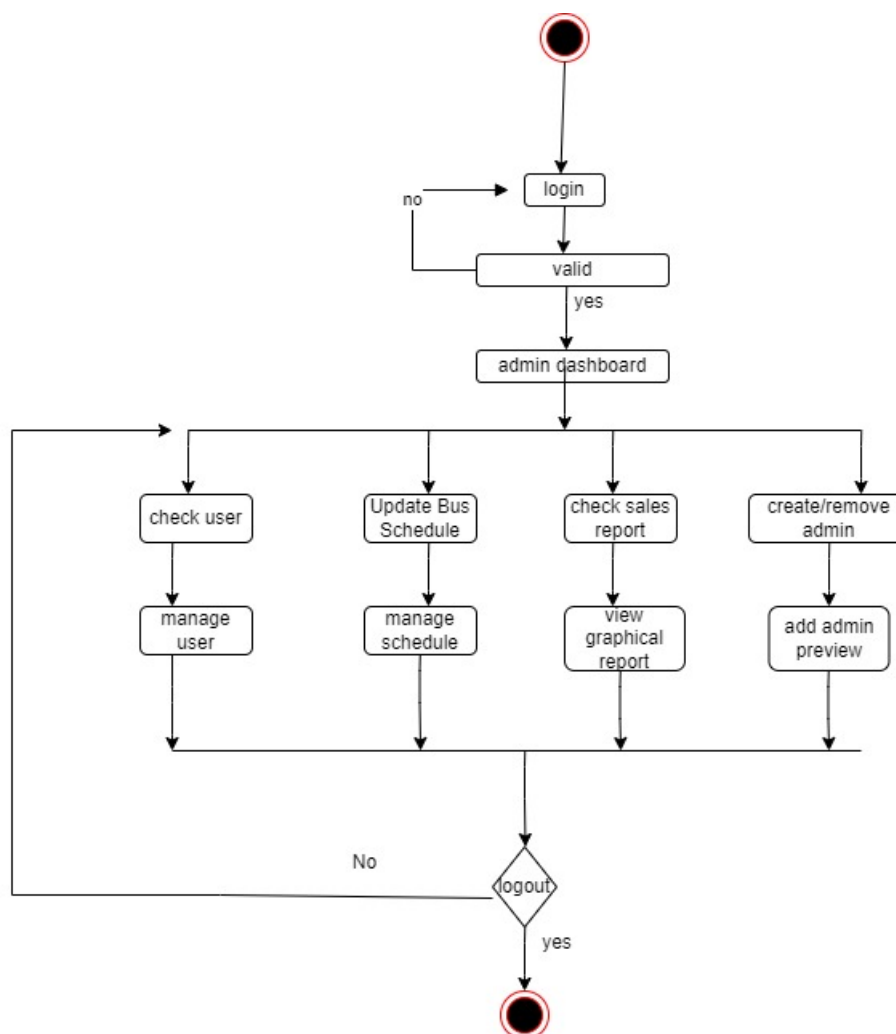 login
no
valid
yes
admin dashboard
check user
Update Bus
Schedule
check sales
report
create/remove
admin
manage
user
manage
schedule
view
graphical
report
add admin
preview
No
logout
yes